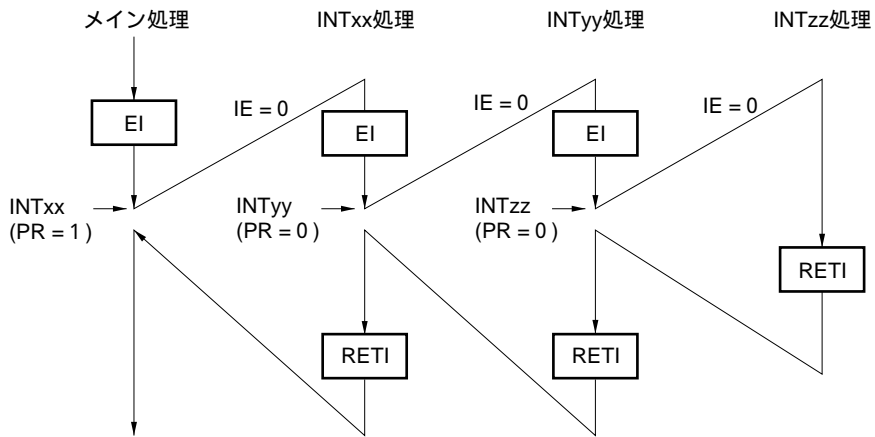 メイン処理
INTxx処理
INTyy処理
INTzz処理
IE = 0
IE = 0
IE = 0
EI
EI
EI
INTxx
(PR = 1 )
INTyy
(PR = 0 )
INTzz
(PR = 0 )
RETI
RETI
RETI